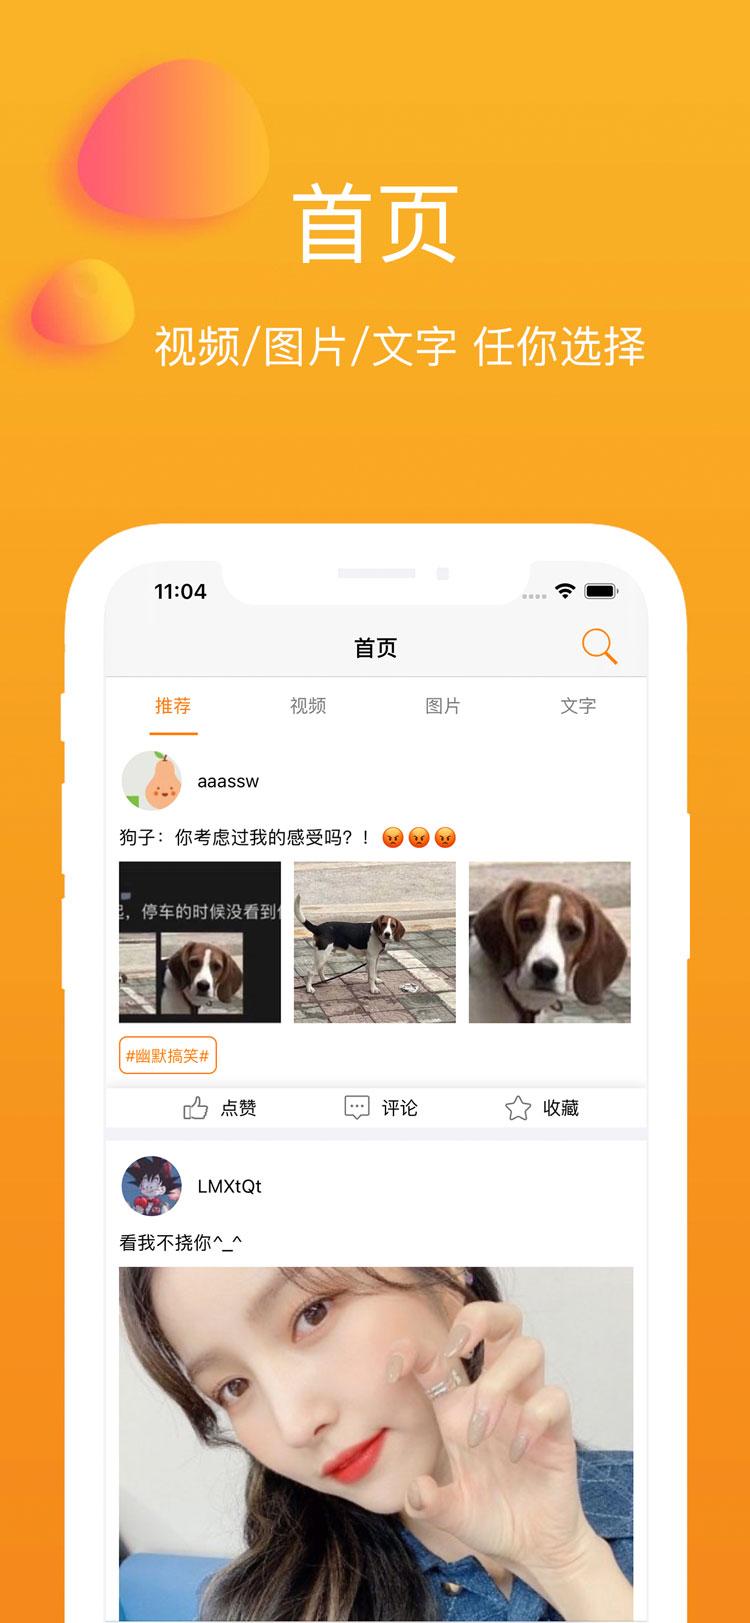 首页
视频/图片/文字 任你选择
11:04
首页
推荐 视频 图片 文字
aaassw
狗子：你考虑过我的感受吗？！😡😡😡
，停车的时候没看到
#幽默搞笑#
点赞 评论 收藏
LMXtQt
看我不挠你^_^